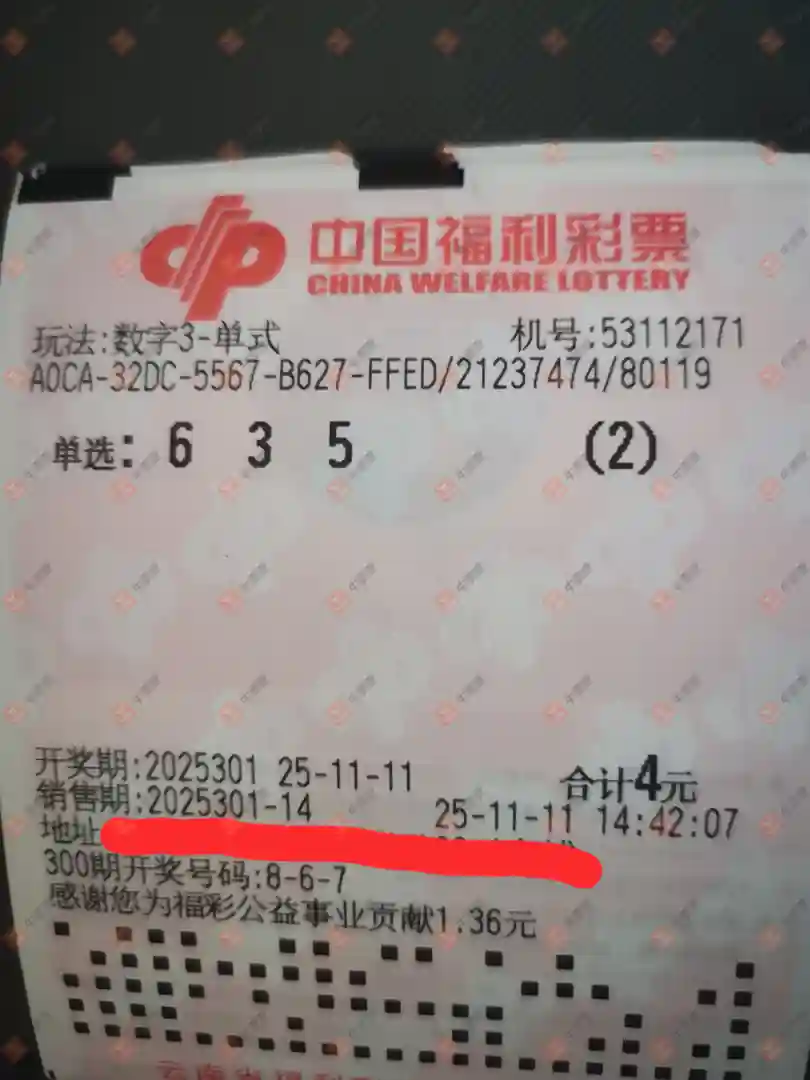 中国福利彩票
CHINA WELFARE LOTTERY
玩法:数字3-单式 机号:53112171
A0CA-32DC-5567-B627-FFED/21237474/80119
单选: 6 3 5 (2)
开奖期:2025301 25-11-11 合计4元
销售期:2025301-14 25-11-11 14:42:07
地址
300期开奖号码:8-6-7
感谢您为福彩公益事业贡献1.36元